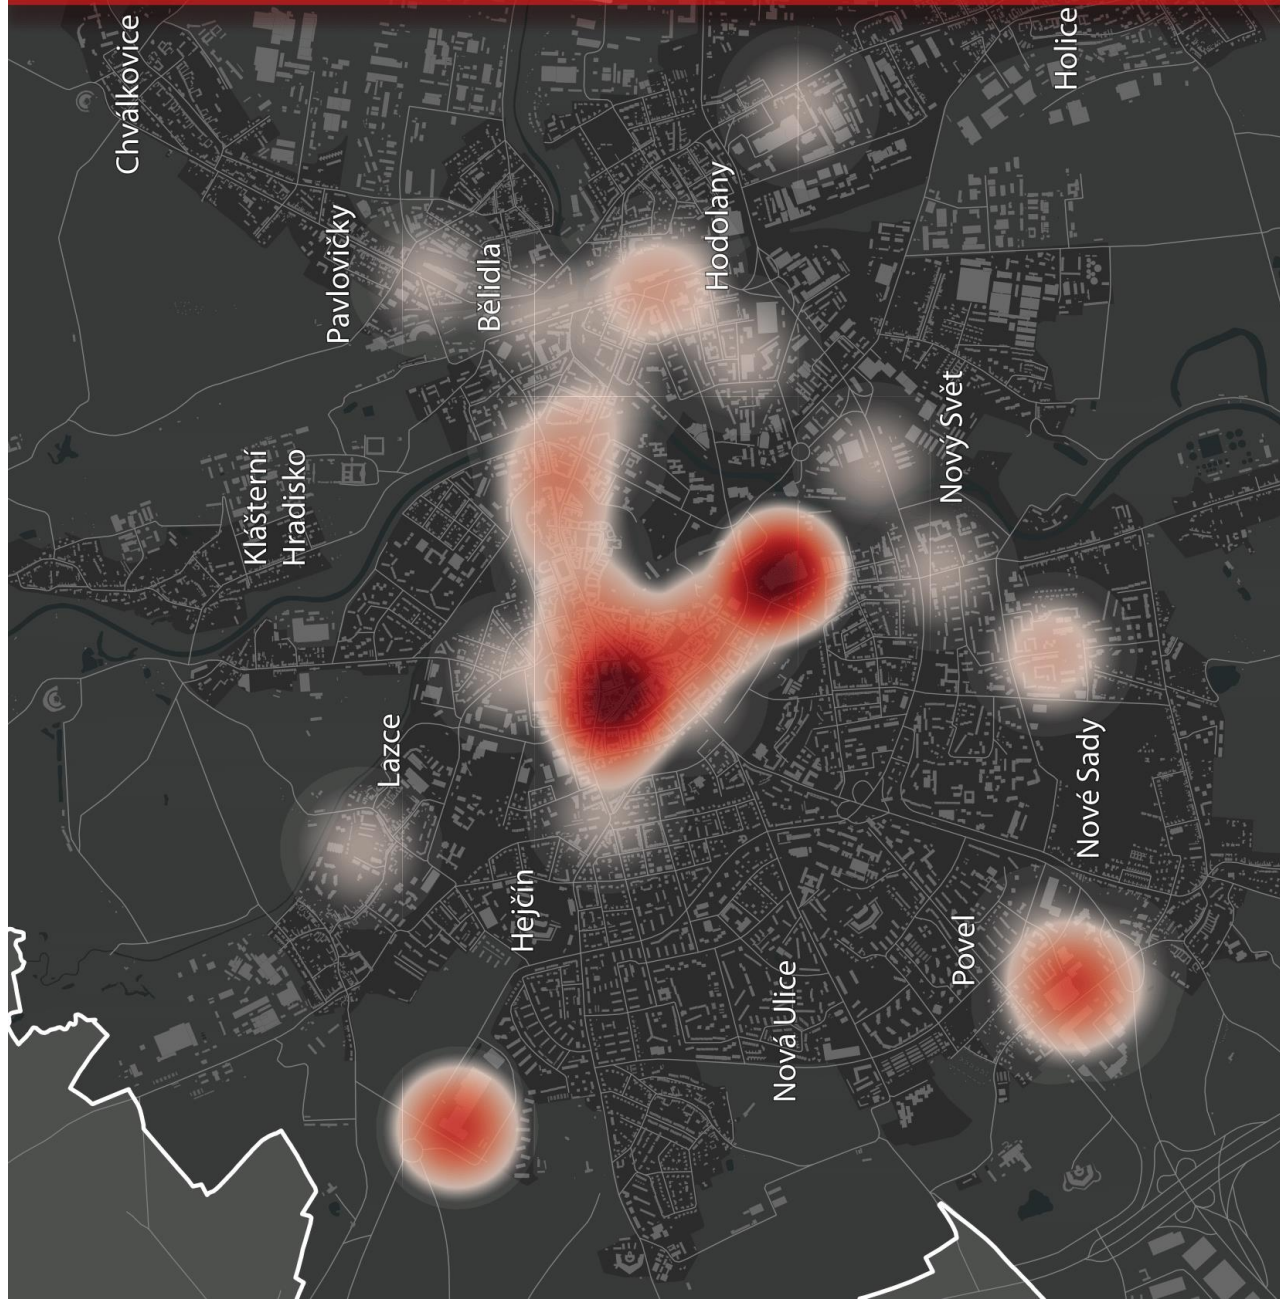 Chválkovice
Pavlovičky
Bělidla
Klášterní
Hradisko
Lazce
Hejčín
Hodolany
Holice
Nový Svět
Nové Sady
Povel
Nová Ulice